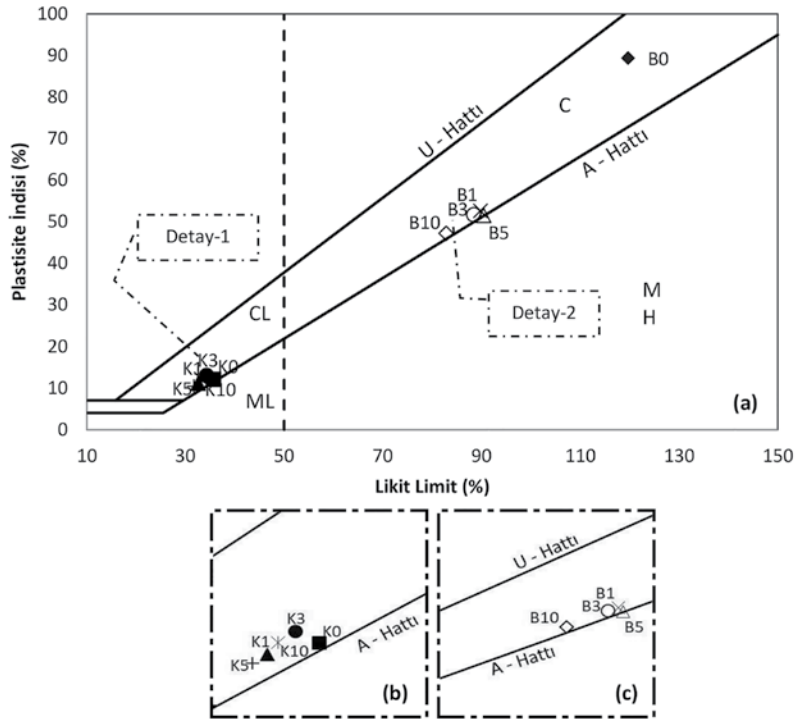 Plastisite İndisi (%)
100
90
80
70
60
50
40
30
20
10
0
10
30
50
70
90
110
130
150
Likit Limit (%)
U - Hattı
A - Hattı
B0
C
B1
B3
B10
B5
Detay-1
Detay-2
CL
M
H
K3
K1
K0
K5
K10
ML
(a)
K3
K1
K0
K10
K5
A - Hattı
(b)
U - Hattı
B1
B3
B10
B5
A - Hattı
(c)